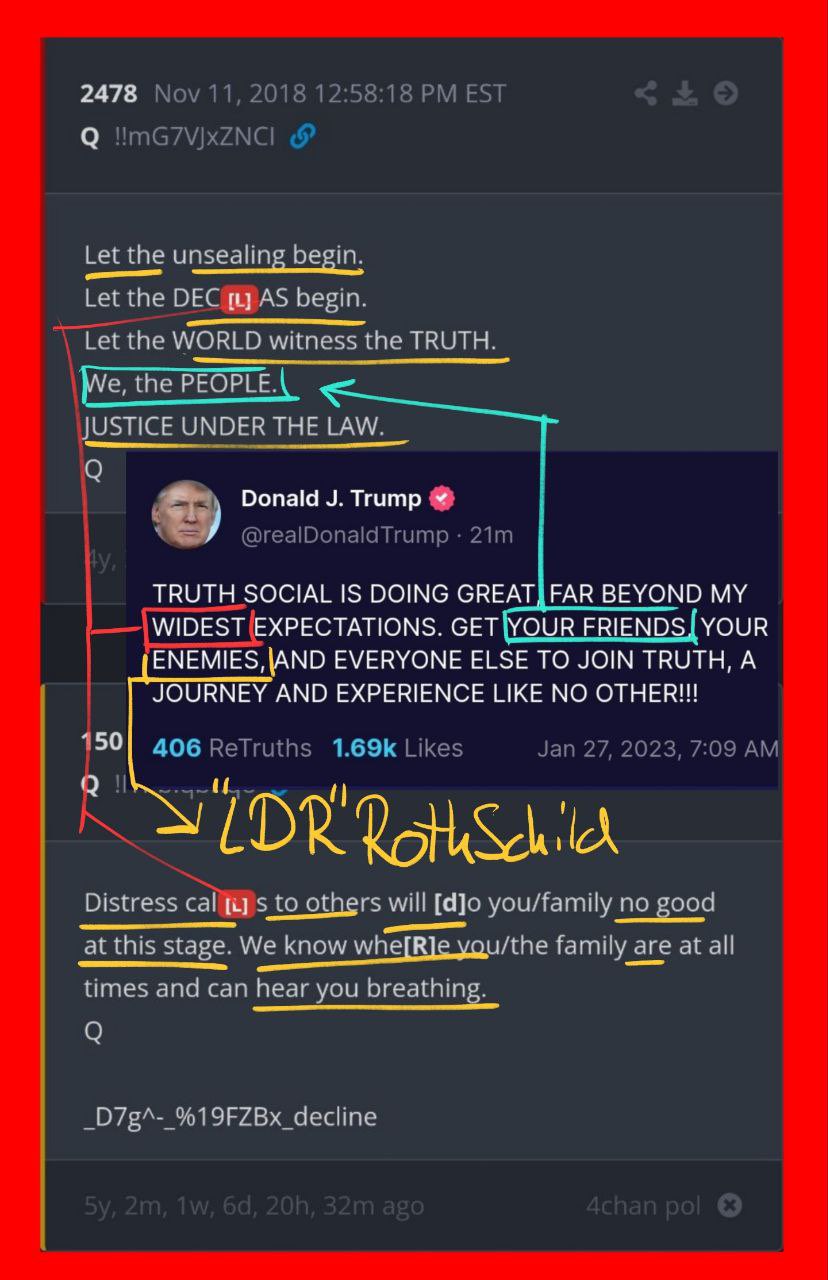 2478 Nov 11, 2018 12:58:18 PM EST
Q !!mG7VJxZNCI
Let the unsealing begin.
Let the DEC[L]AS begin.
Let the WORLD witness the TRUTH.
We, the PEOPLE.
JUSTICE UNDER THE LAW.
Q
4y,
Donald J. Trump
@realDonaldTrump · 21m
TRUTH SOCIAL IS DOING GREAT, FAR BEYOND MY
WIDEST EXPECTATIONS. GET YOUR FRIENDS, YOUR
ENEMIES, AND EVERYONE ELSE TO JOIN TRUTH, A
JOURNEY AND EXPERIENCE LIKE NO OTHER!!!
406 ReTruths 1.69k Likes Jan 27, 2023, 7:09 AM
150
Q
"LDR" RothSchild
Distress cal[L]s to others will [d]o you/family no good
at this stage. We know whe[R]e you/the family are at all
times and can hear you breathing.
Q
_D7g^-_%19FZBx_decline
5y, 2m, 1w, 6d, 20h, 32m ago 4chan pol